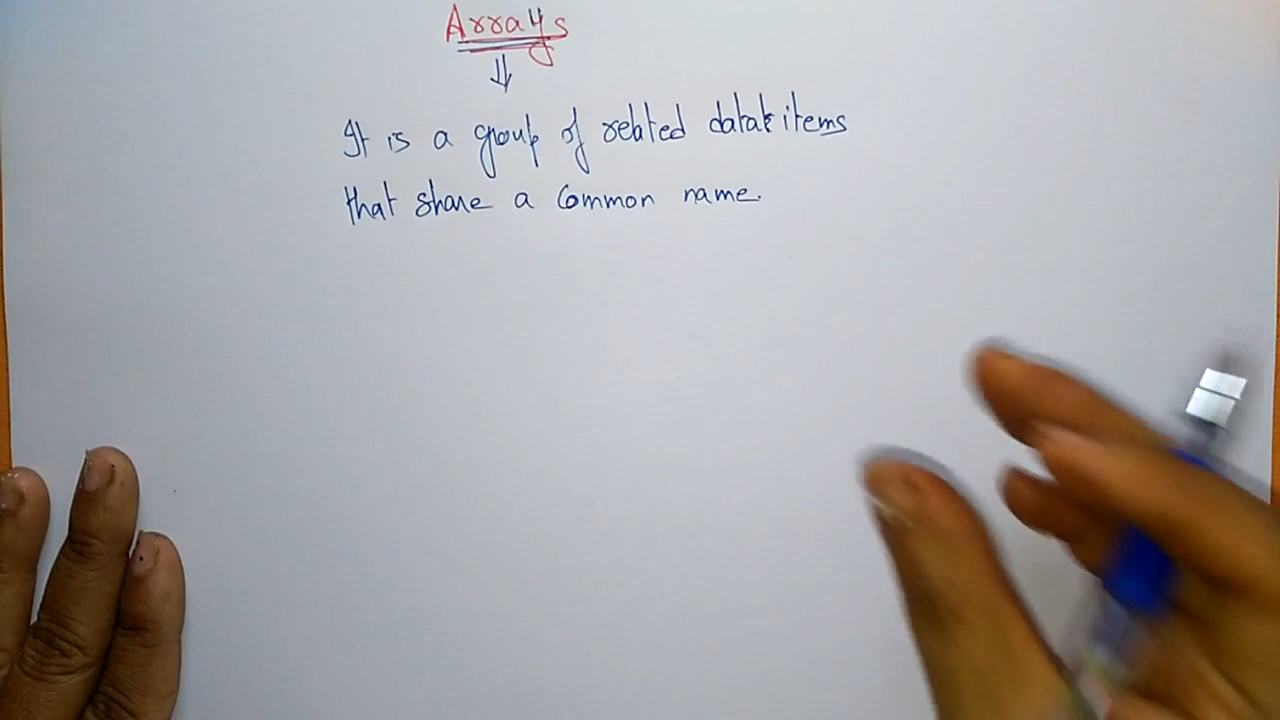 Arrays
It is a group of related data items
that share a common name.